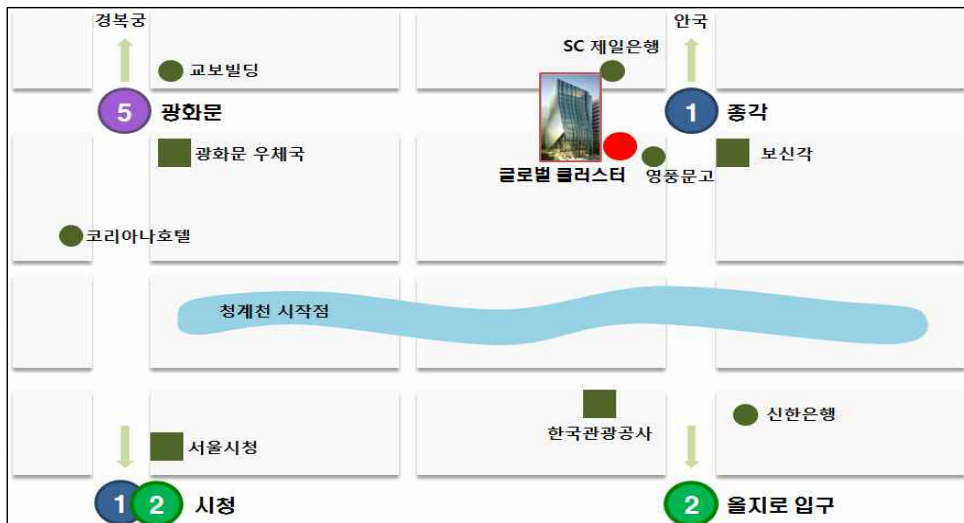 경복궁
안국
SC 제일은행
교보빌딩
5 광화문
1 종각
광화문 우체국
보신각
글로벌 클러스터
영풍문고
코리아나호텔
청계천 시작점
한국관광공사
신한은행
서울시청
1 2 시청
2 을지로 입구